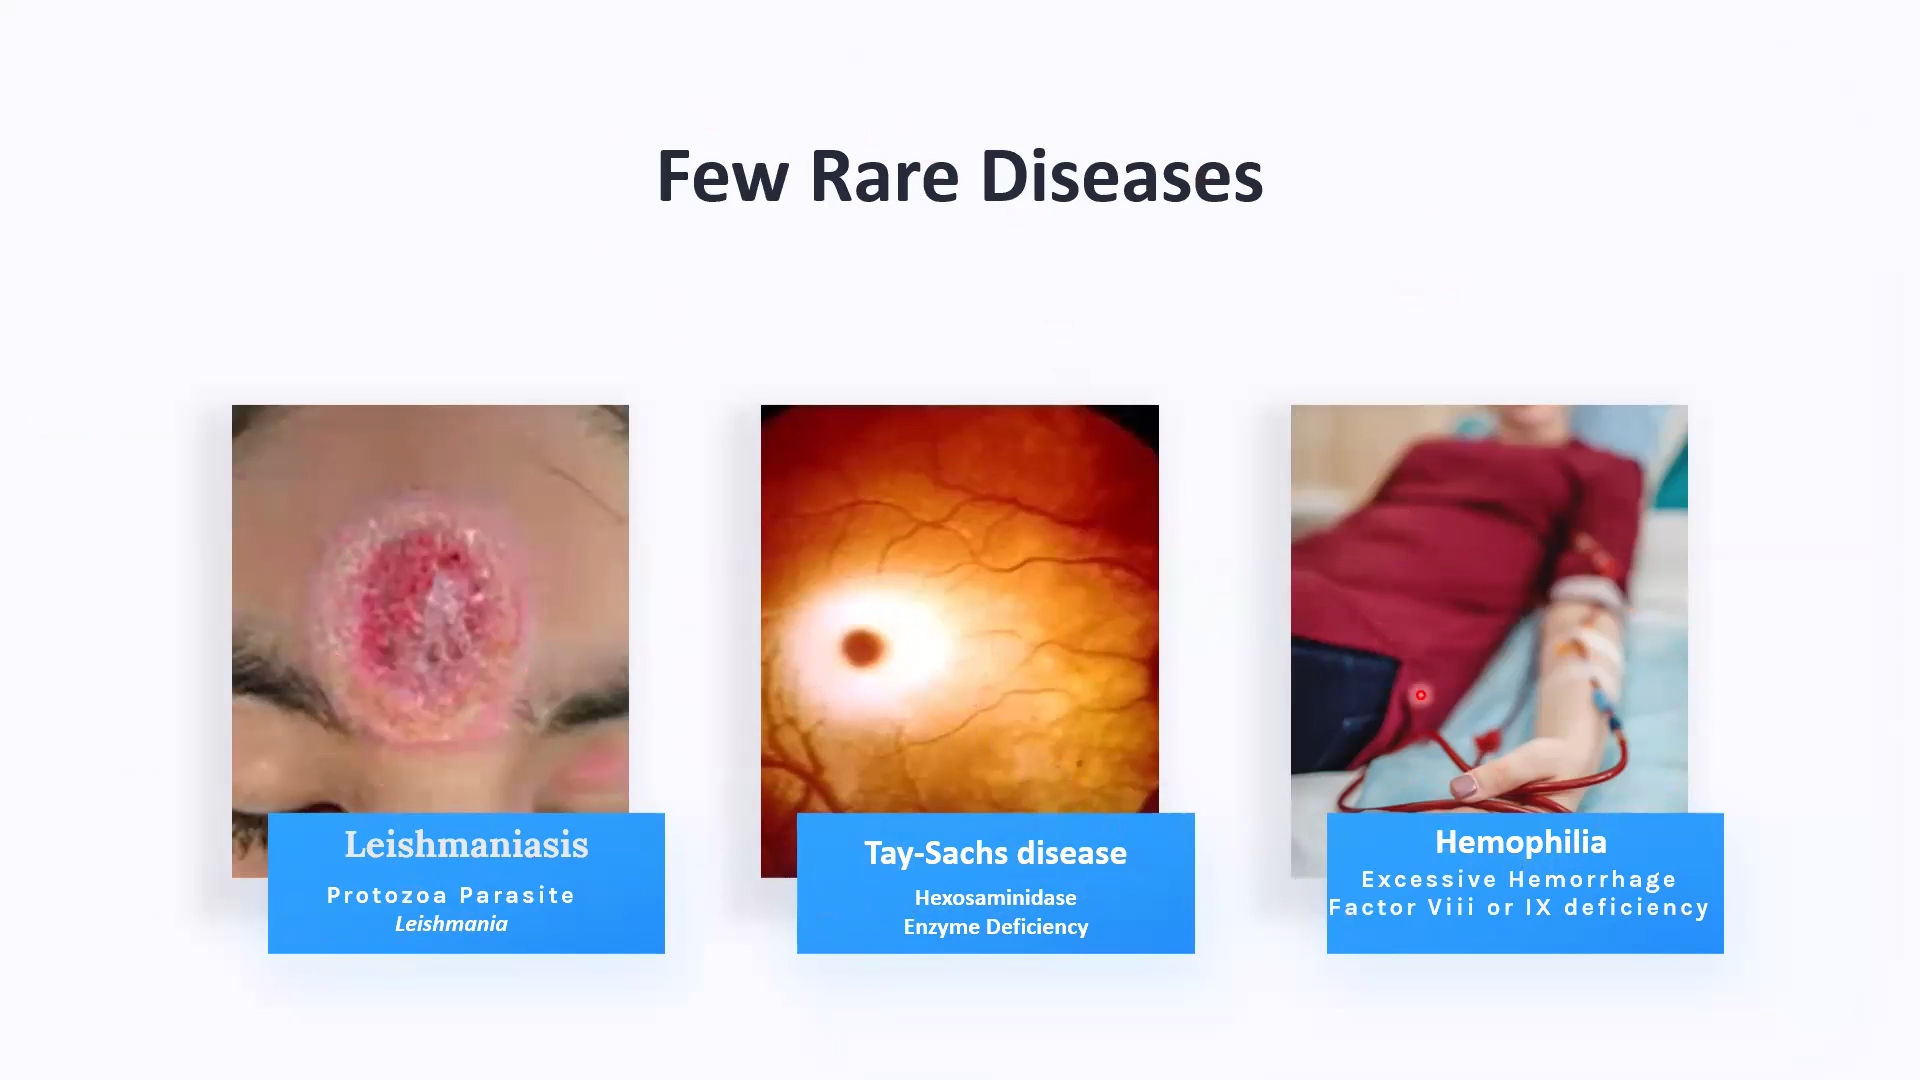 Few Rare Diseases
Leishmaniasis
Protozoa Parasite
Leishmania
Tay-Sachs disease
Hexosaminidase
Enzyme Deficiency
Hemophilia
Excessive Hemorrhage
Factor Viii or IX deficiency